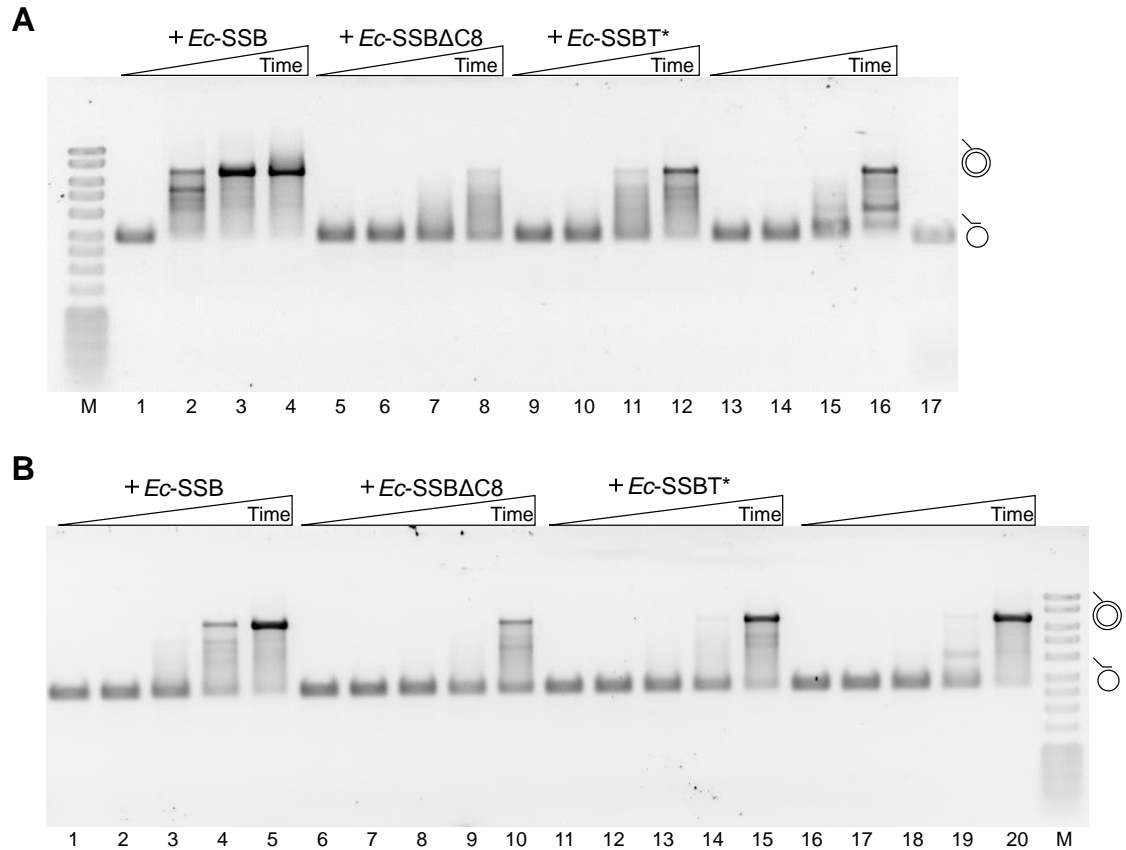 A
+ Ec-SSB + Ec-SSBΔC8 + Ec-SSBT*
Time Time Time Time
M 1 2 3 4 5 6 7 8 9 10 11 12 13 14 15 16 17
B
+ Ec-SSB + Ec-SSBΔC8 + Ec-SSBT*
Time Time Time Time
1 2 3 4 5 6 7 8 9 10 11 12 13 14 15 16 17 18 19 20 M